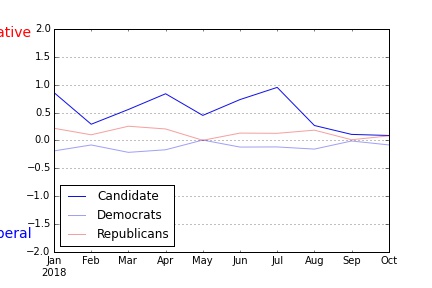 ative
2.0
1.5
1.0
0.5
0.0
−0.5
−1.0
−1.5
−2.0
beral
Candidate
Democrats
Republicans
Jan Feb Mar Apr May Jun Jul Aug Sep Oct
2018